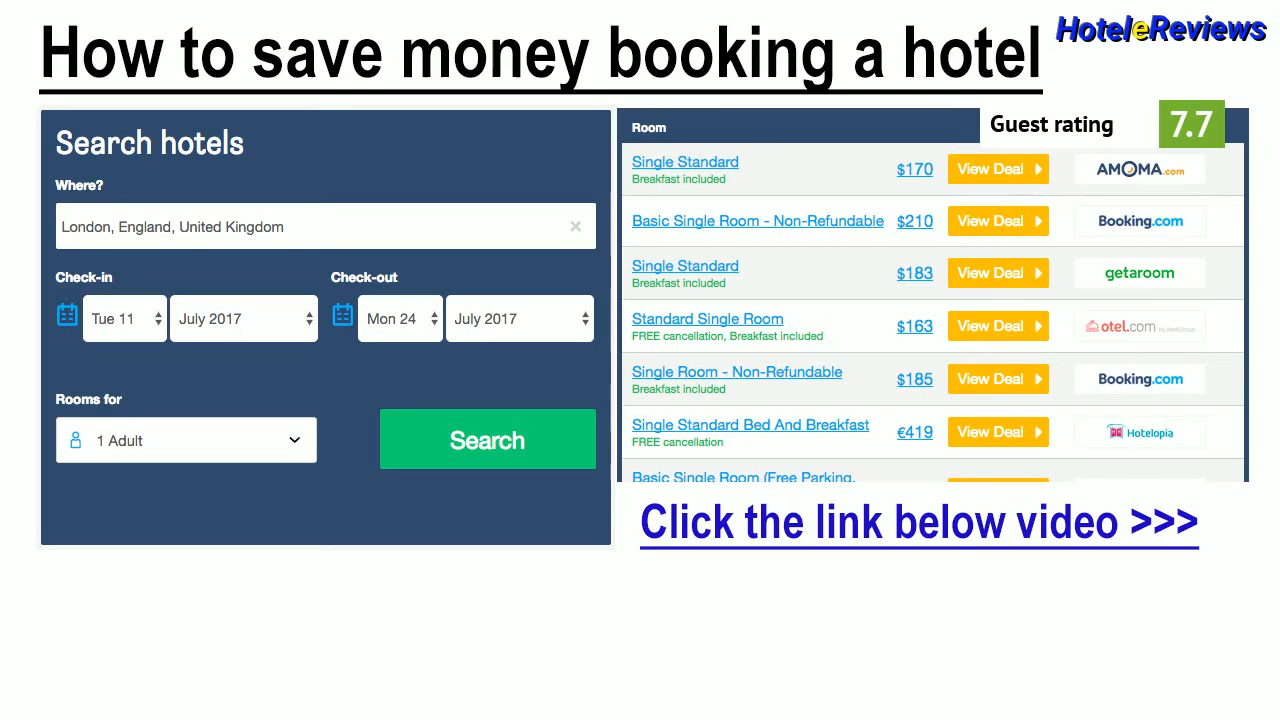 How to save money booking a hotel
HoteleReviews
Search hotels
Where?
London, England, United Kingdom
Check-in
Check-out
Tue 11
July 2017
Mon 24
July 2017
Rooms for
1 Adult
Search
Room
Guest rating
7.7
Single Standard
Breakfast included
$170
View Deal
AMOMA.com
Basic Single Room - Non-Refundable
$210
View Deal
Booking.com
Single Standard
Breakfast included
$183
View Deal
getaroom
Standard Single Room
FREE cancellation, Breakfast included
$163
View Deal
otel.com
Single Room - Non-Refundable
Breakfast included
$185
View Deal
Booking.com
Single Standard Bed And Breakfast
FREE cancellation
€419
View Deal
Hotelopia
Basic Single Room (Free Parking,
Click the link below video >>>